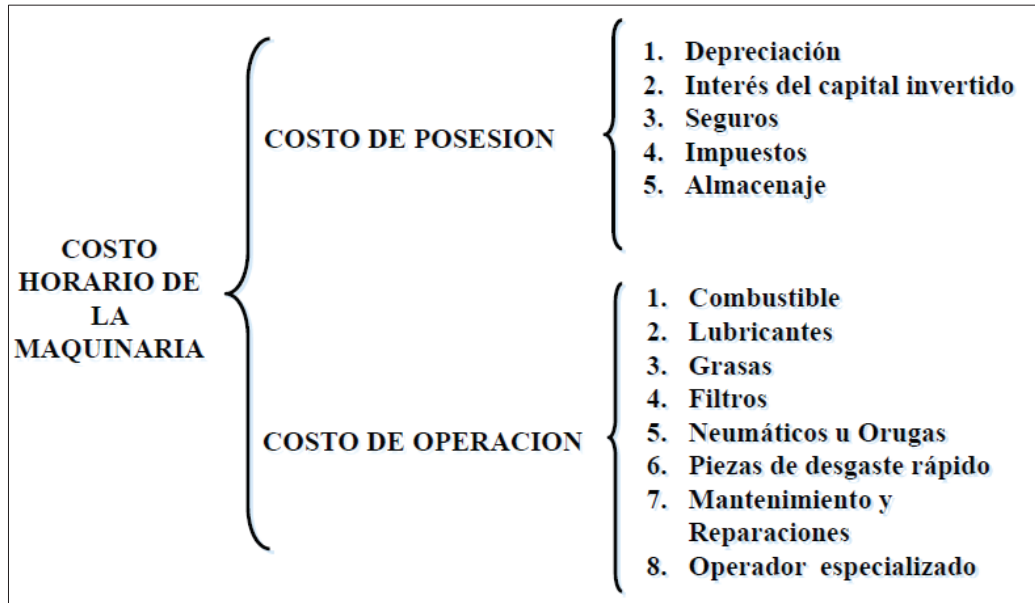 COSTO
HORARIO DE
LA
MAQUINARIA
COSTO DE POSESION
1. Depreciación
2. Interés del capital invertido
3. Seguros
4. Impuestos
5. Almacenaje
COSTO DE OPERACION
1. Combustible
2. Lubricantes
3. Grasas
4. Filtros
5. Neumáticos u Orugas
6. Piezas de desgaste rápido
7. Mantenimiento y
Reparaciones
8. Operador especializado